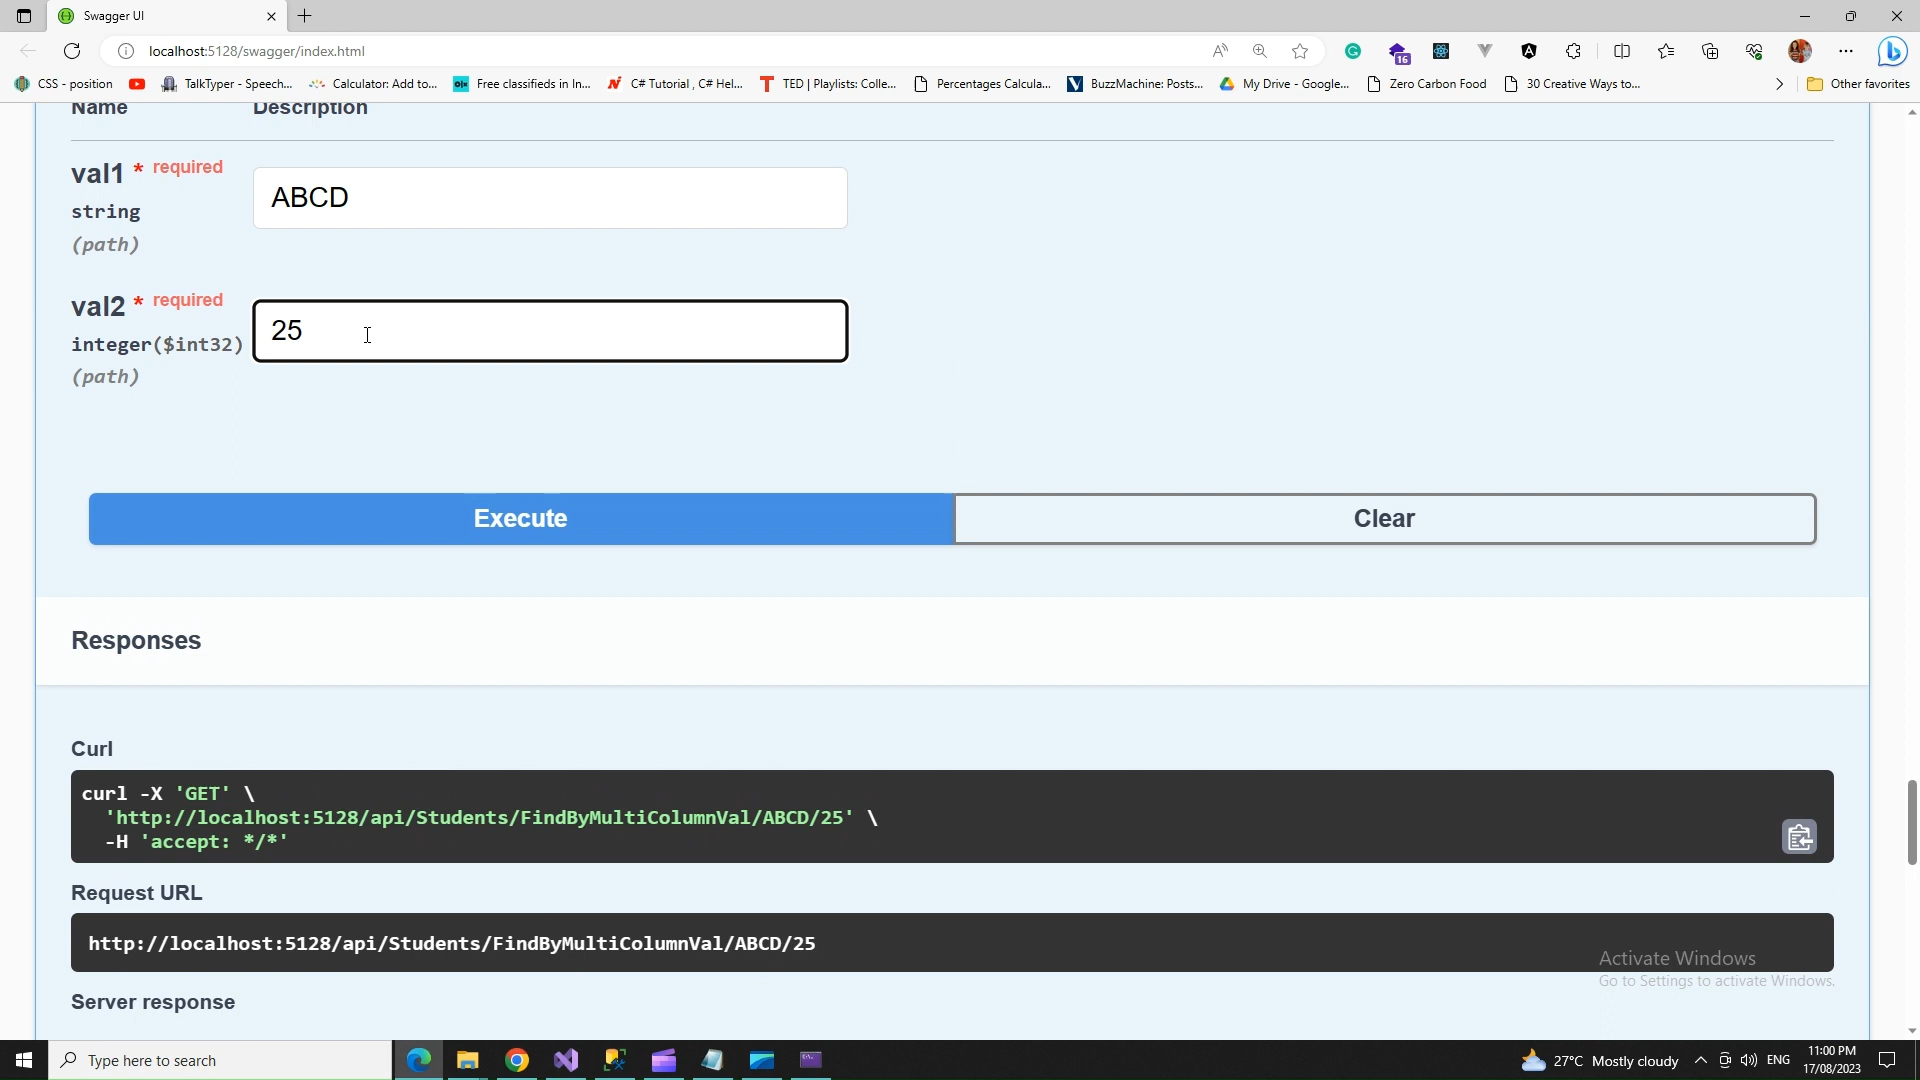 Swagger UI
localhost:5128/swagger/index.html
16
CSS - position
TalkTyper - Speech...
Calculator: Add to...
Free classifieds in In...
C# Tutorial , C# Hel...
TED | Playlists: Colle...
Percentages Calcula...
BuzzMachine: Posts...
My Drive - Google...
Zero Carbon Food
30 Creative Ways to...
Other favorites
Name Description
val1 * required
string
(path)
ABCD
val2 * required
integer($int32)
(path)
25
Execute
Clear
Responses
Curl
curl -X 'GET' \
'http://localhost:5128/api/Students/FindByMultiColumnVal/ABCD/25' \
-H 'accept: */*'
Request URL
http://localhost:5128/api/Students/FindByMultiColumnVal/ABCD/25
Server response
Activate Windows
Go to Settings to activate Windows.
Type here to search
27°C Mostly cloudy
ENG
11:00 PM
17/08/2023